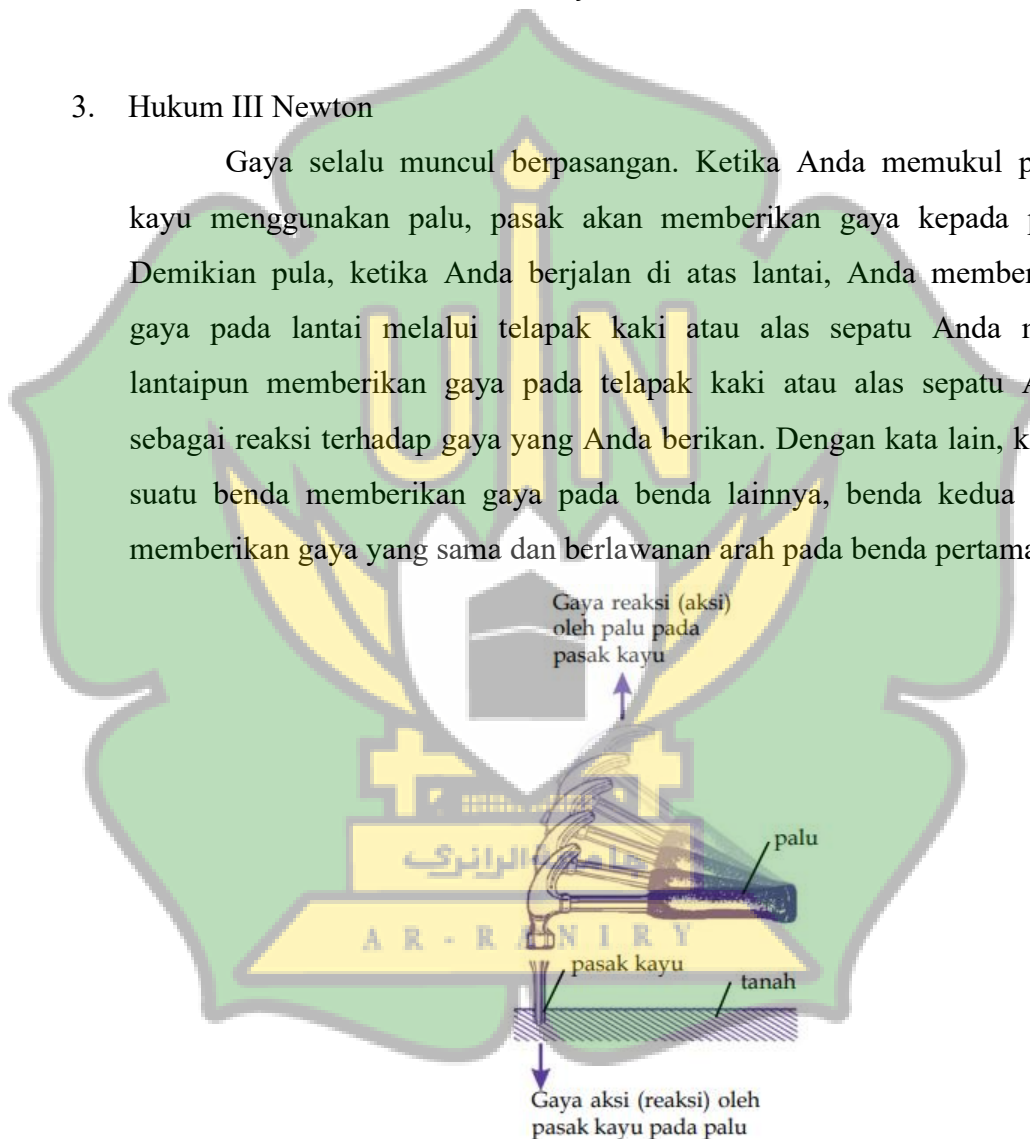 3. Hukum III Newton
Gaya selalu muncul berpasangan. Ketika Anda memukul
kayu menggunakan palu, pasak akan memberikan gaya kepada
Demikian pula, ketika Anda berjalan di atas lantai, Anda
gaya pada lantai melalui telapak kaki atau alas sepatu Anda
lantaipun memberikan gaya pada telapak kaki atau alas sepatu
sebagai reaksi terhadap gaya yang Anda berikan. Dengan kata lain,
suatu benda memberikan gaya pada benda lainnya, benda kedua
memberikan gaya yang sama dan berlawanan arah pada benda pertama
UIN
Gaya reaksi (aksi)
oleh palu pada
pasak kayu
palu
جامعة الرانري
AR-RANIRY
pasak kayu
tanah
Gaya aksi (reaksi) oleh
pasak kayu pada palu